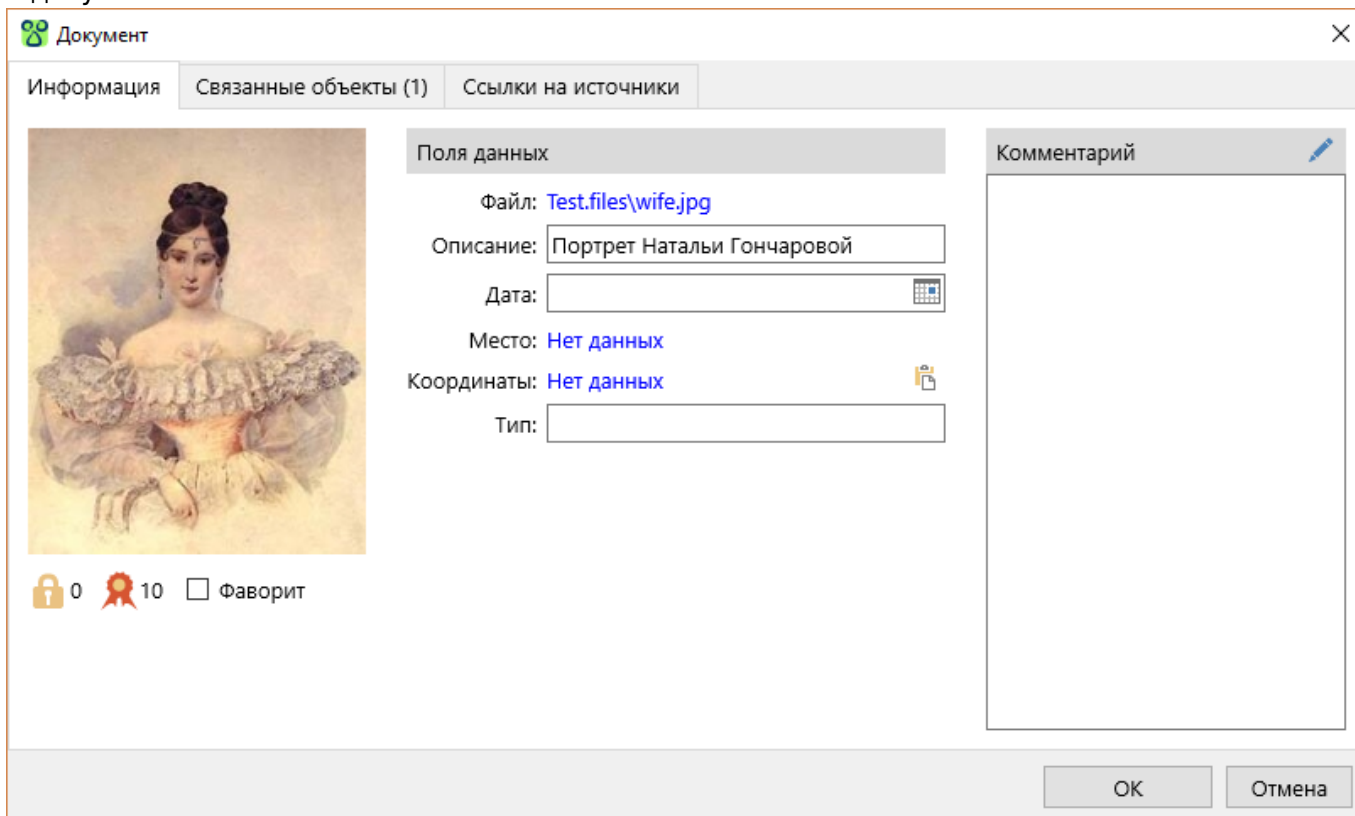 Документ
Информация Связанные объекты (1) Ссылки на источники
Поля данных
Файл: Test.files\wife.jpg
Описание: Портрет Натальи Гончаровой
Дата:
Место: Нет данных
Координаты: Нет данных
Тип:
0 10 Фаворит
Комментарий
ОК Отмена